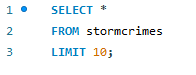 1 SELECT *
2 FROM stormcrimes
3 LIMIT 10;